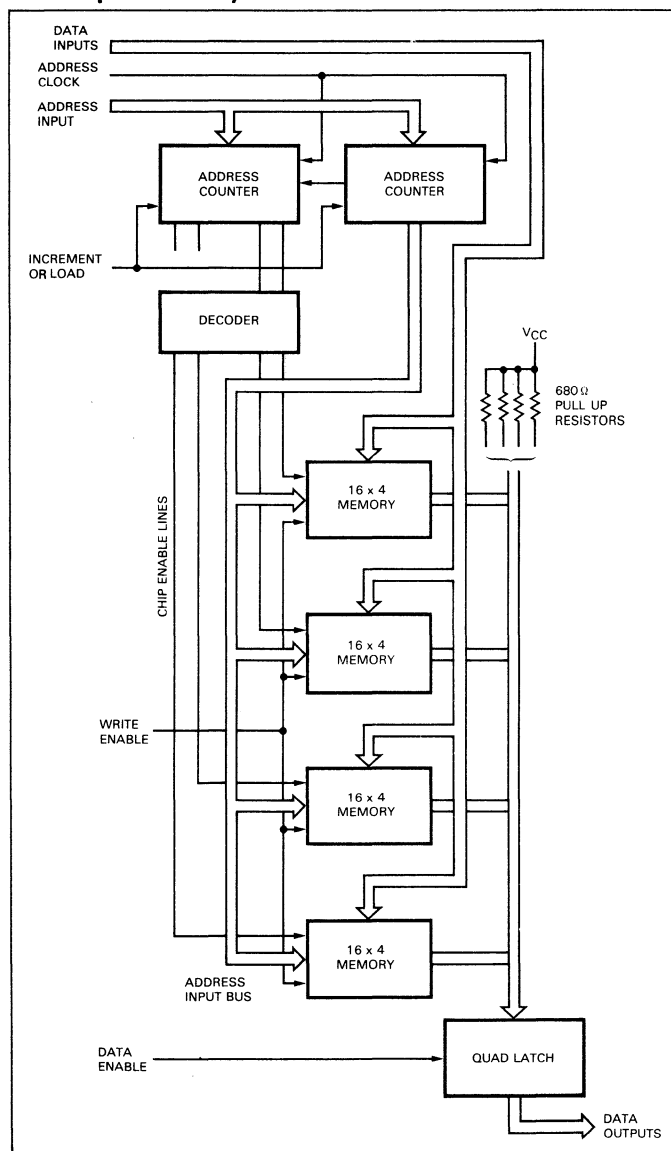 DATA
INPUTS
ADDRESS
CLOCK
ADDRESS
INPUT
ADDRESS
COUNTER
ADDRESS
COUNTER
INCREMENT
OR LOAD
DECODER
VCC
680 Ω
PULL UP
RESISTORS
16 x 4
MEMORY
CHIP ENABLE LINES
16 x 4
MEMORY
WRITE
ENABLE
16 x 4
MEMORY
16 x 4
MEMORY
ADDRESS
INPUT BUS
DATA
ENABLE
QUAD LATCH
DATA
OUTPUTS